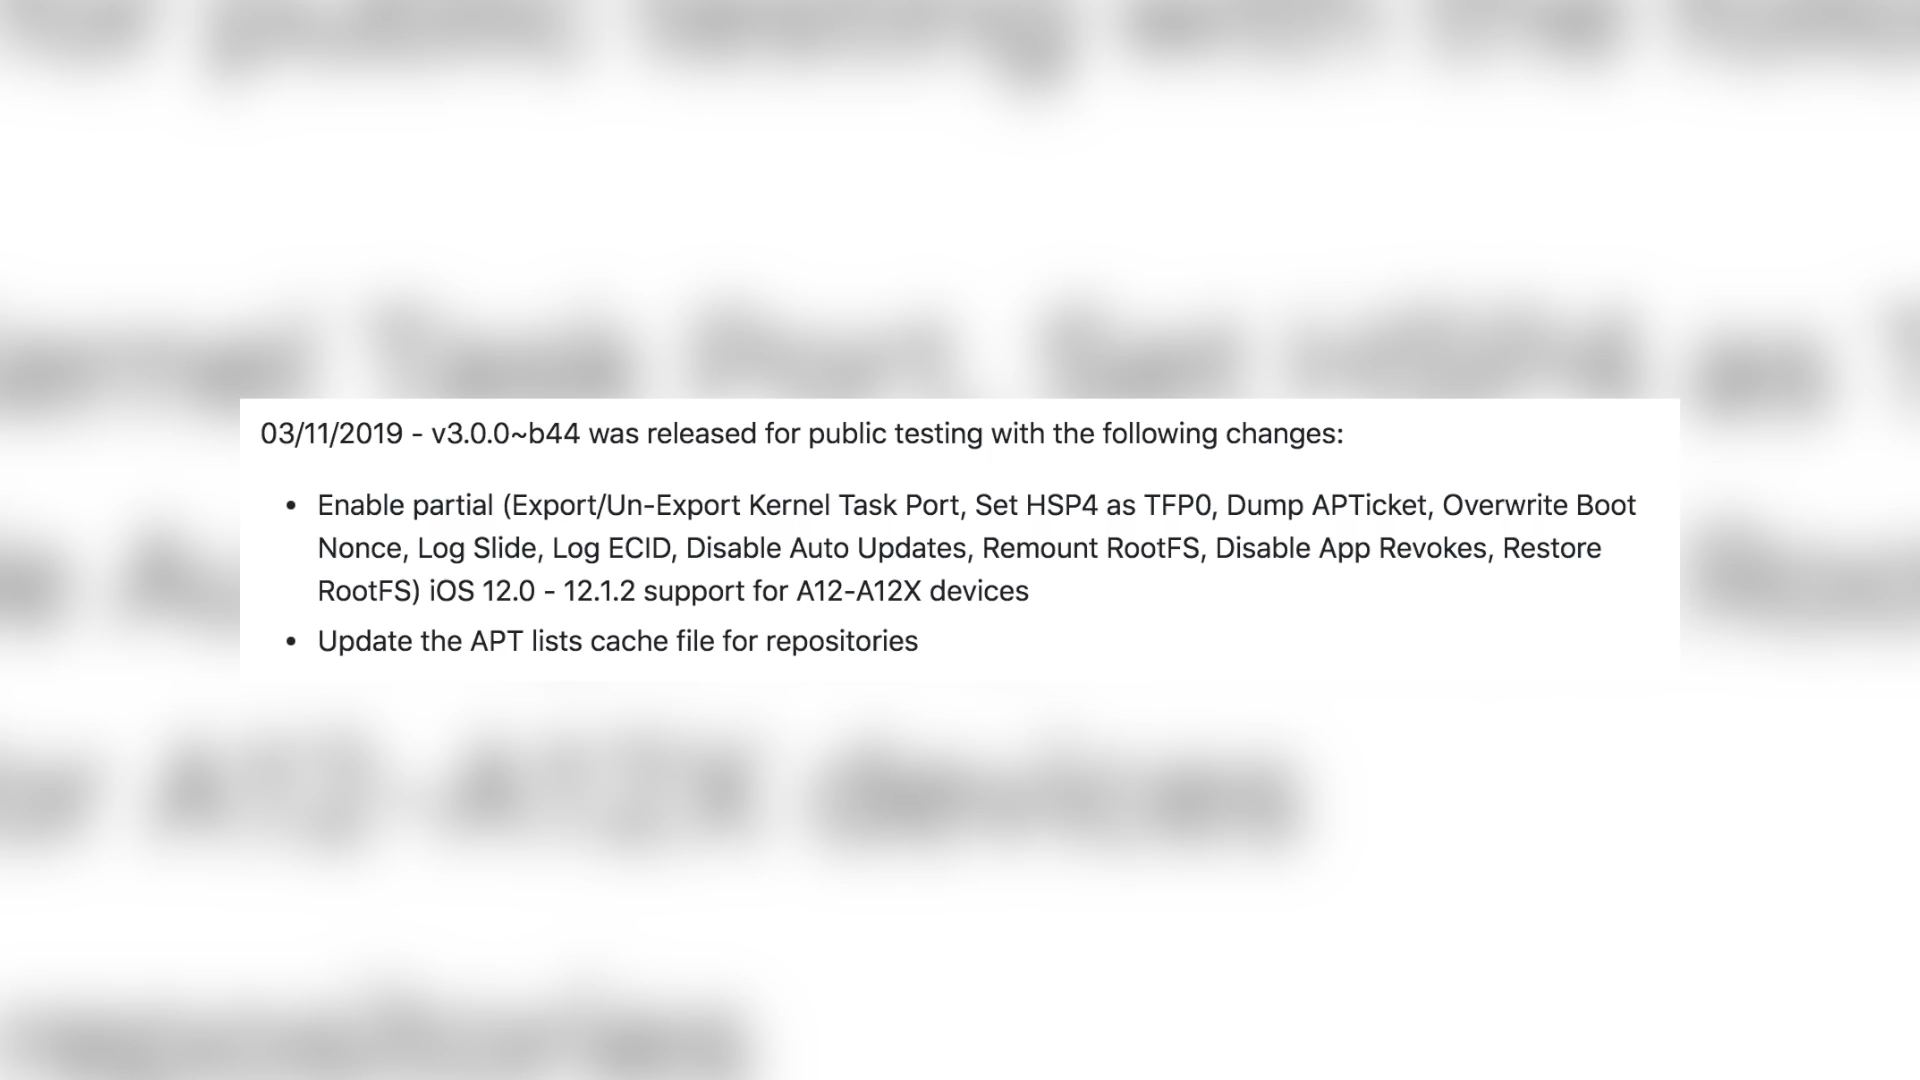 03/11/2019 - v3.0.0~b44 was released for public testing with the following changes:
• Enable partial (Export/Un-Export Kernel Task Port, Set HSP4 as TFP0, Dump APTicket, Overwrite Boot
Nonce, Log Slide, Log ECID, Disable Auto Updates, Remount RootFS, Disable App Revokes, Restore
RootFS) iOS 12.0 - 12.1.2 support for A12-A12X devices
• Update the APT lists cache file for repositories